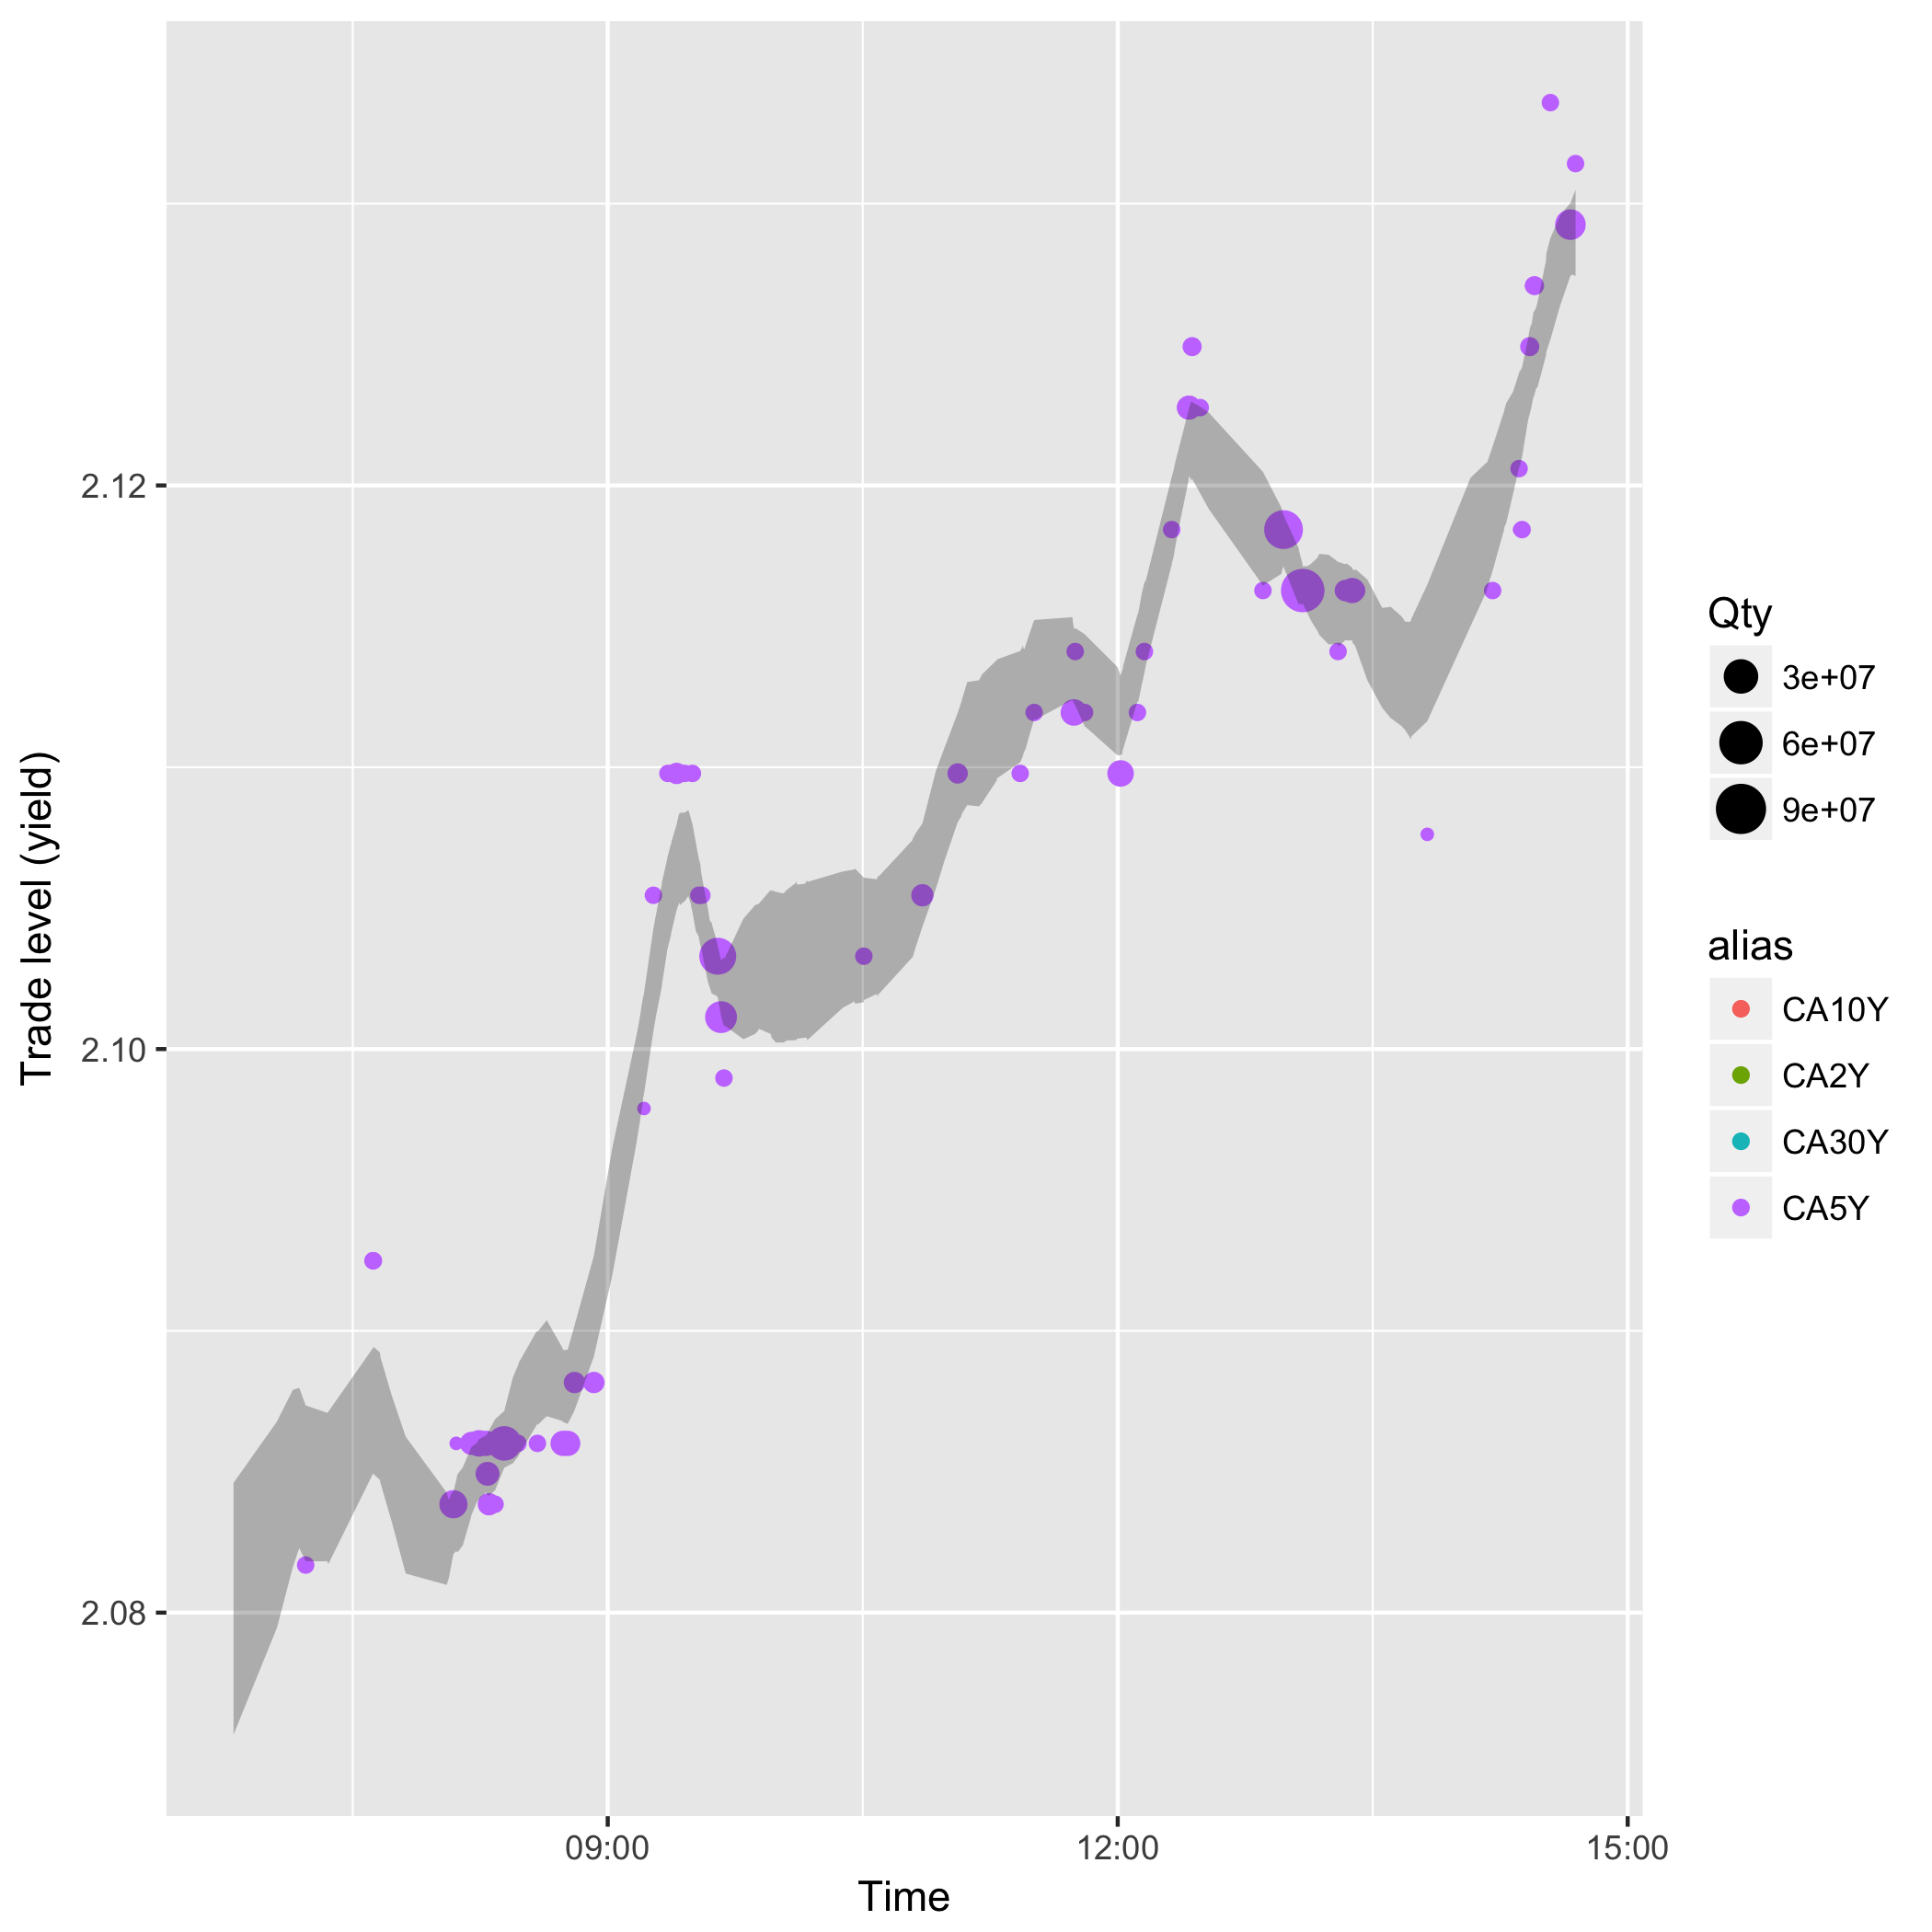 Trade level (yield)
2.12
2.10
2.08
09:00
12:00
15:00
Time
Qty
3e+07
6e+07
9e+07
alias
CA10Y
CA2Y
CA30Y
CA5Y